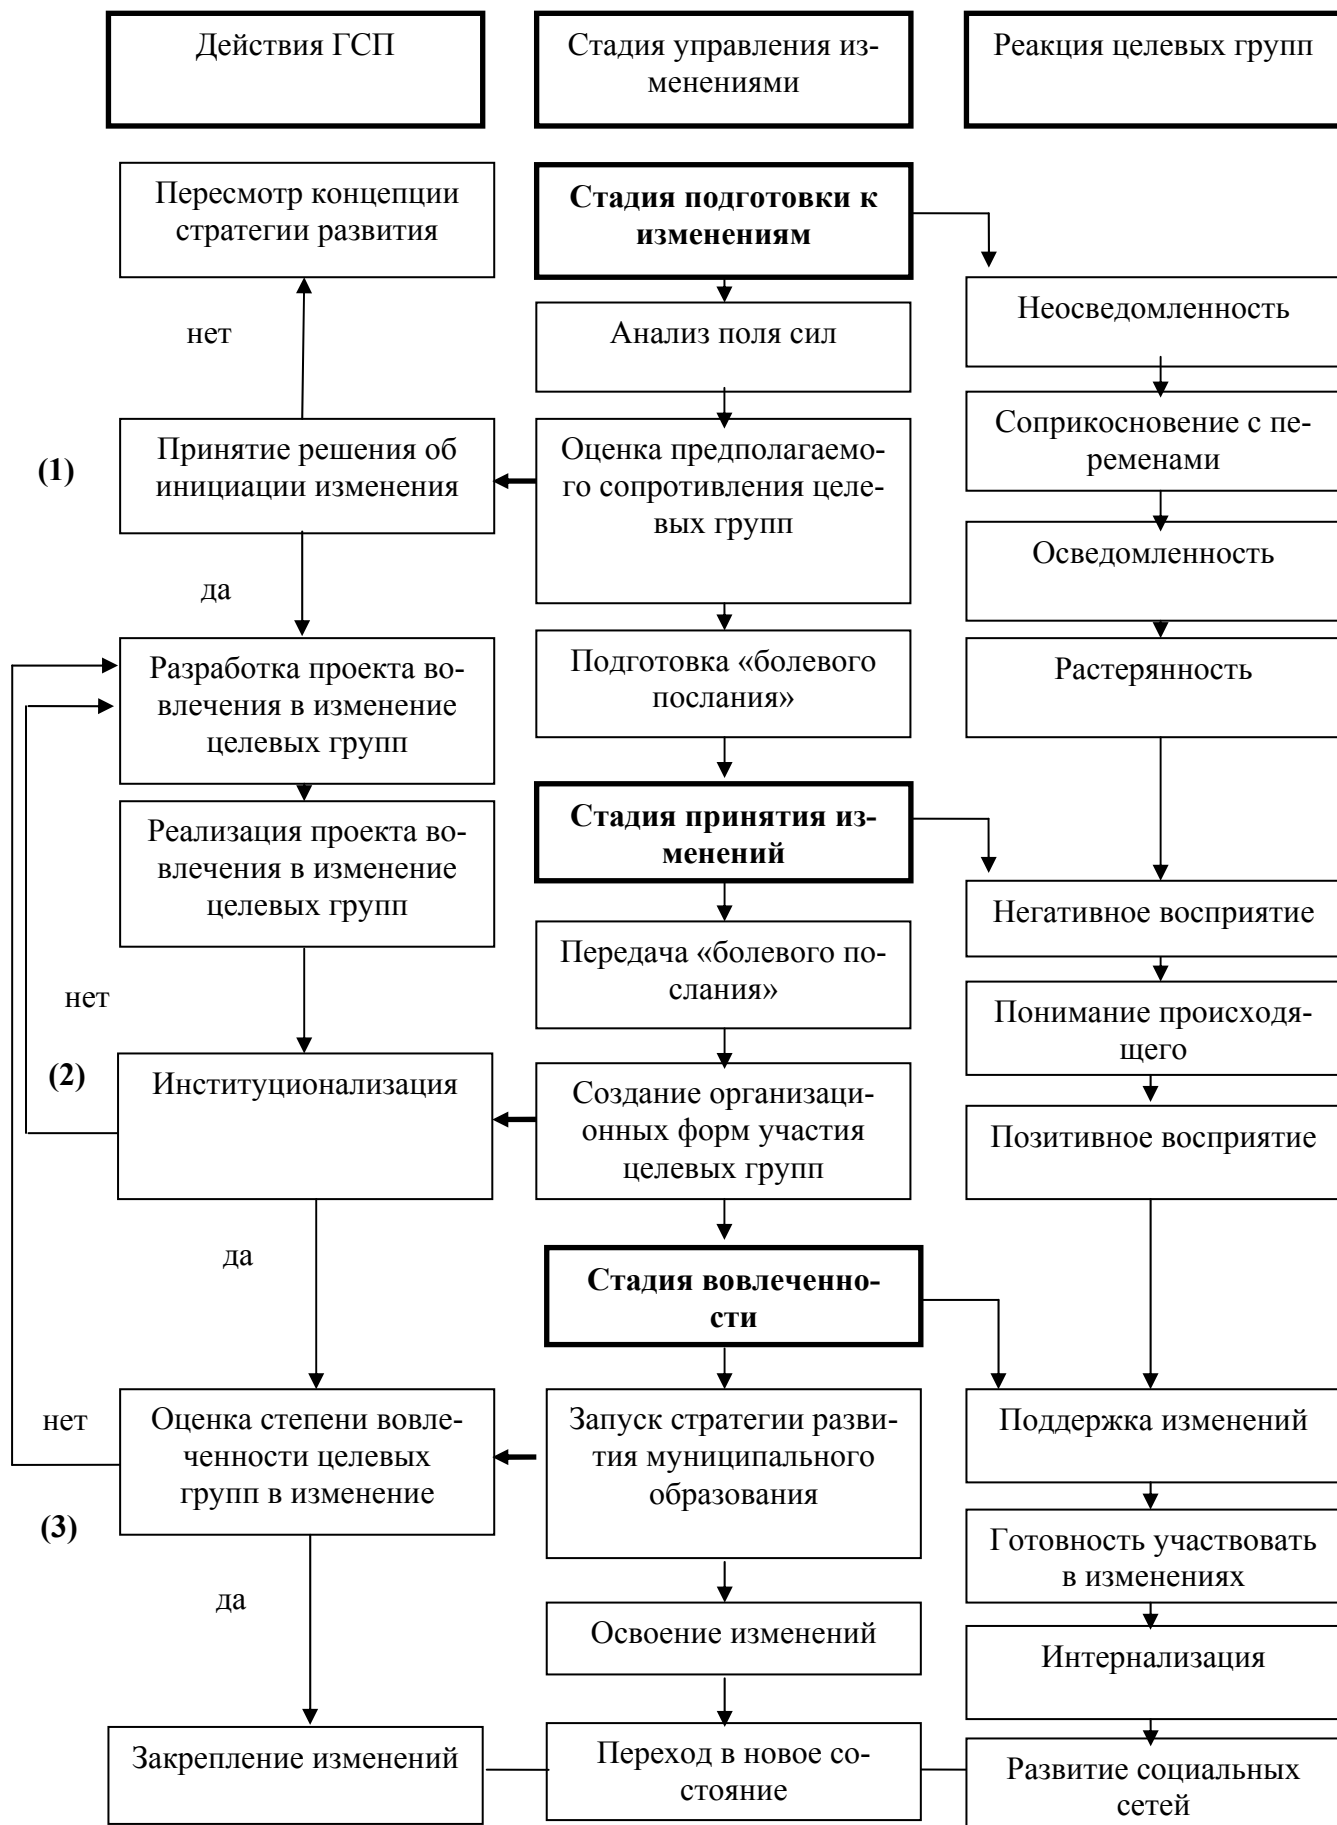 Действия ГСП
Стадия управления из-
менениями
Реакция целевых групп
Пересмотр концепции
стратегии развития
Стадия подготовки к
изменениям
Неосведомленность
нет
Анализ поля сил
Соприкосновение с пе-
ременами
(1)
Принятие решения об
инициации изменения
Оценка предполагаемо-
го сопротивления целе-
вых групп
Осведомленность
да
Разработка проекта во-
влечения в изменение
целевых групп
Подготовка «болевого
послания»
Растерянность
Реализация проекта во-
влечения в изменение
целевых групп
Стадия принятия из-
менений
Негативное восприятие
Передача «болевого по-
слания»
нет
Понимание происходя-
щего
(2)
Институционализация
Создание организаци-
онных форм участия
целевых групп
Позитивное восприятие
да
Стадия вовлеченно-
сти
нет
Оценка степени вовле-
ченности целевых
групп в изменение
Запуск стратегии разви-
тия муниципального
образования
Поддержка изменений
(3)
Готовность участвовать
в изменениях
да
Освоение изменений
Интернализация
Закрепление изменений
Переход в новое со-
стояние
Развитие социальных
сетей